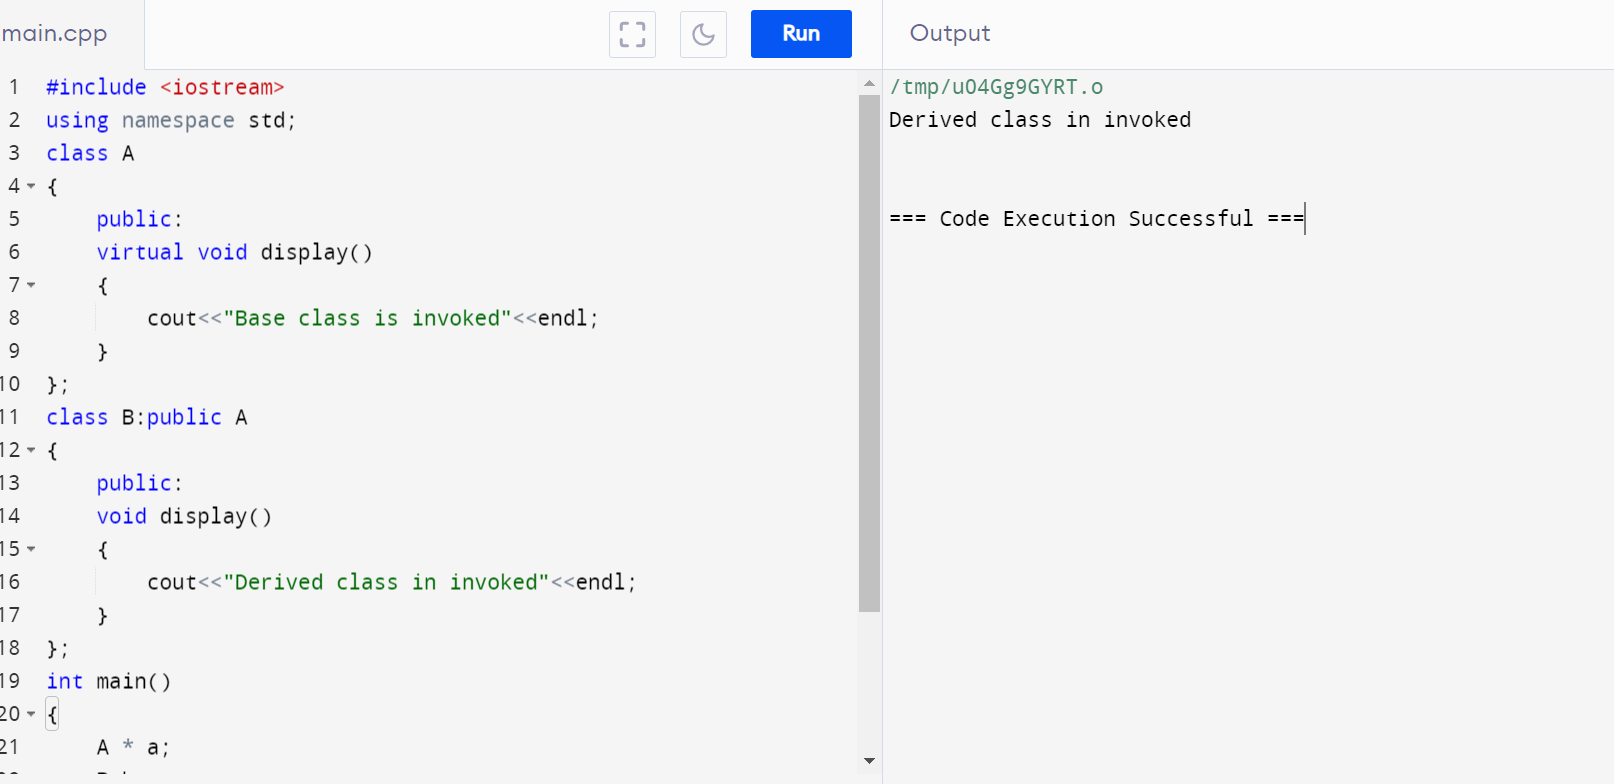 main.cpp
Run
Output
1 #include <iostream>
2 using namespace std;
3 class A
4 {
5     public:
6     virtual void display()
7     {
8         cout<<"Base class is invoked"<<endl;
9     }
10 };
11 class B:public A
12 {
13     public:
14     void display()
15     {
16         cout<<"Derived class in invoked"<<endl;
17     }
18 };
19 int main()
20 {
21     A * a;
/tmp/uO4Gg9GYRT.o
Derived class in invoked
=== Code Execution Successful ===